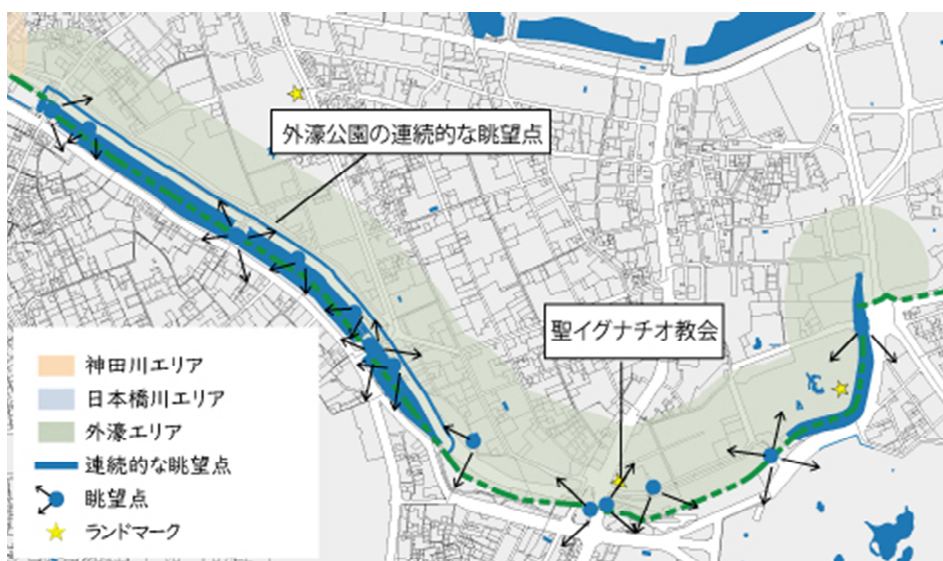 外濠公園の連続的な眺望点
聖イグナチオ教会
神田川エリア
日本橋川エリア
外濠エリア
連続的な眺望点
眺望点
ランドマーク